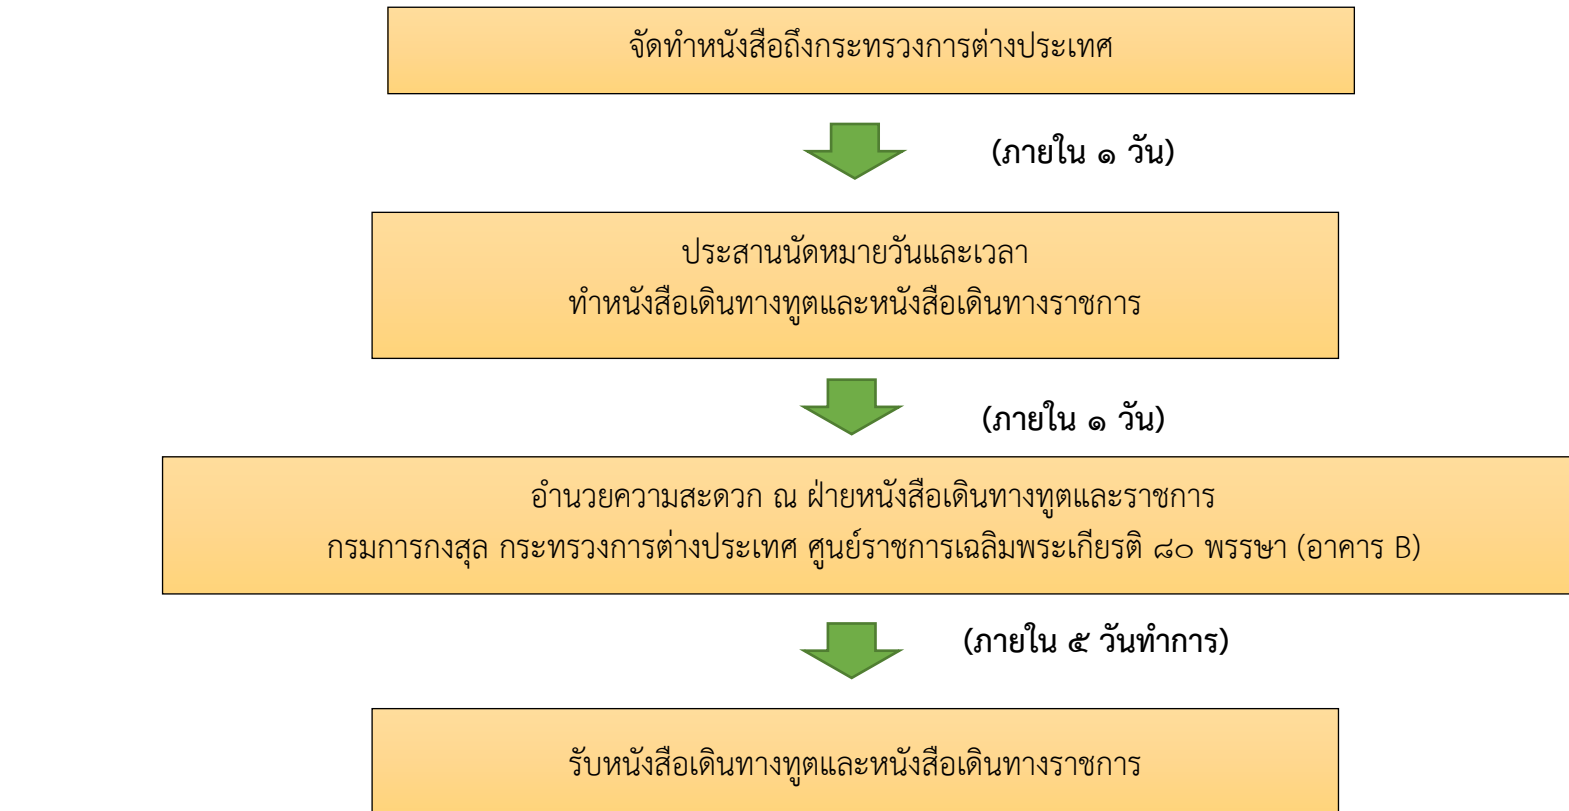 จัดทำหนังสือถึงกระทรวงการต่างประเทศ
(ภายใน ๑ วัน)
ประสานนัดหมายวันและเวลา
ทำหนังสือเดินทางทูตและหนังสือเดินทางราชการ
(ภายใน ๑ วัน)
อำนวยความสะดวก ณ ฝ่ายหนังสือเดินทางทูตและราชการ
กรมการกงสุล กระทรวงการต่างประเทศ ศูนย์ราชการเฉลิมพระเกียรติ ๘๐ พรรษา (อาคาร B)
(ภายใน ๕ วันทำการ)
รับหนังสือเดินทางทูตและหนังสือเดินทางราชการ